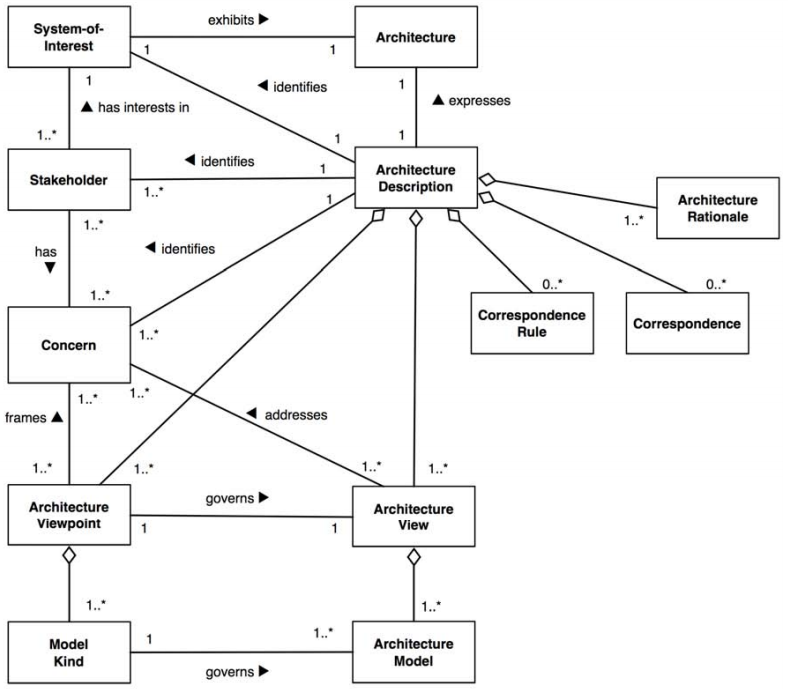 exhibits ►
System-of-
Interest
Architecture
1
1
◄ identifies
1
1
▲ has interests in
▲ expresses
1..*
1
1
Stakeholder
◄ identifies
1
1..*
Architecture
Description
1..*
1
1..*
Architecture
Rationale
has
▼
◄ identifies
1..*
1..*
0..*
0..*
Concern
Correspondence
Rule
Correspondence
1..*
1..*
frames ▲
◄ addresses
1..*
1..*
1..*
1..*
Architecture
Viewpoint
governs ►
1
1
Architecture
View
1..*
1..*
Model
Kind
1
1..*
governs ►
Architecture
Model